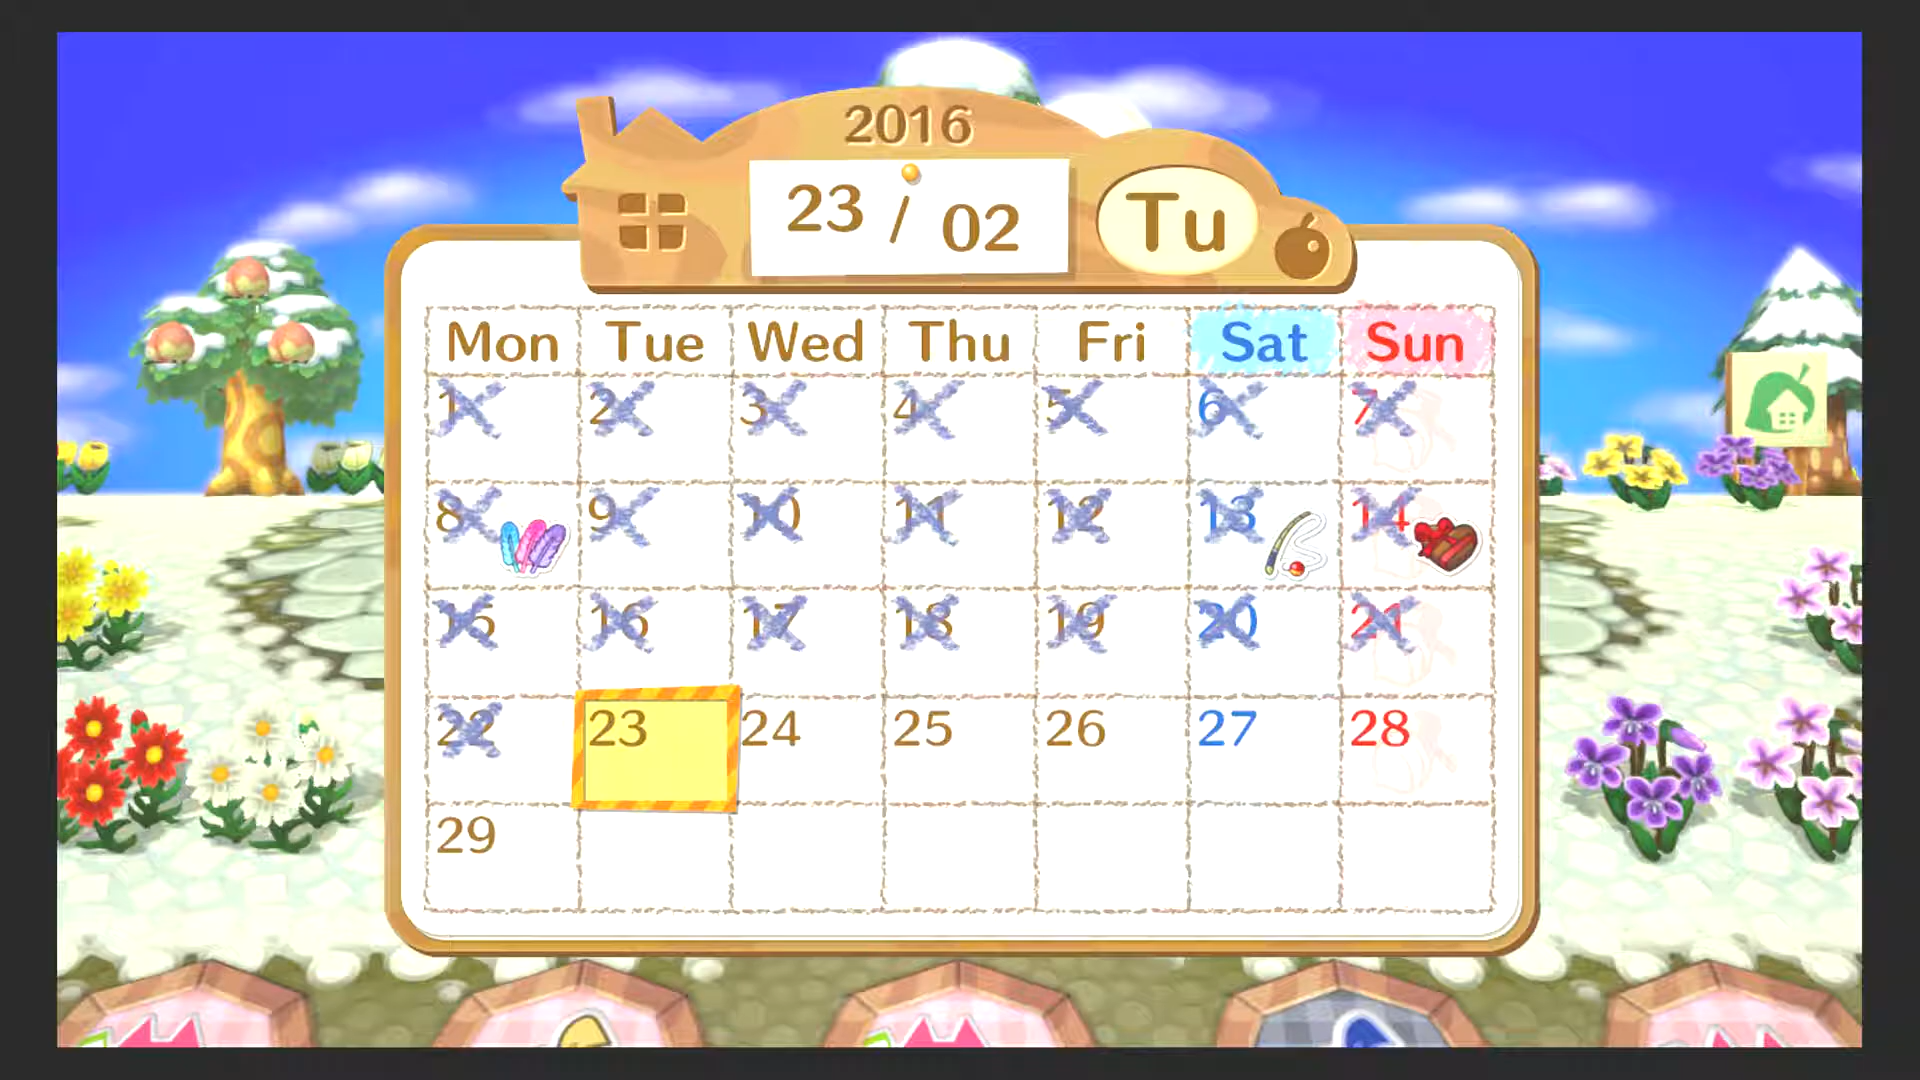 2016
23 / 02 Tu
Mon Tue Wed Thu Fri Sat Sun
1 2 3 4 5 6 7
8 9 10 11 12 13 14
15 16 17 18 19 20 21
22 23 24 25 26 27 28
29